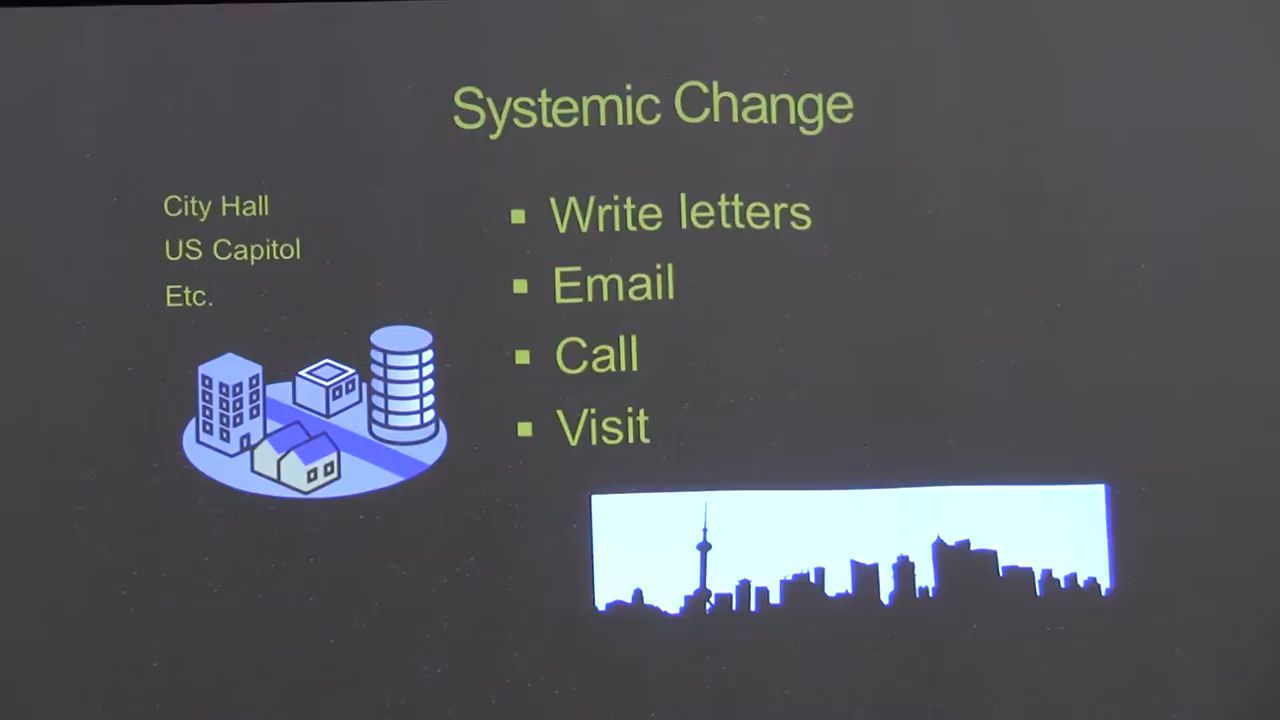 Systemic Change
City Hall
US Capitol
Etc.
▪ Write letters
▪ Email
▪ Call
▪ Visit